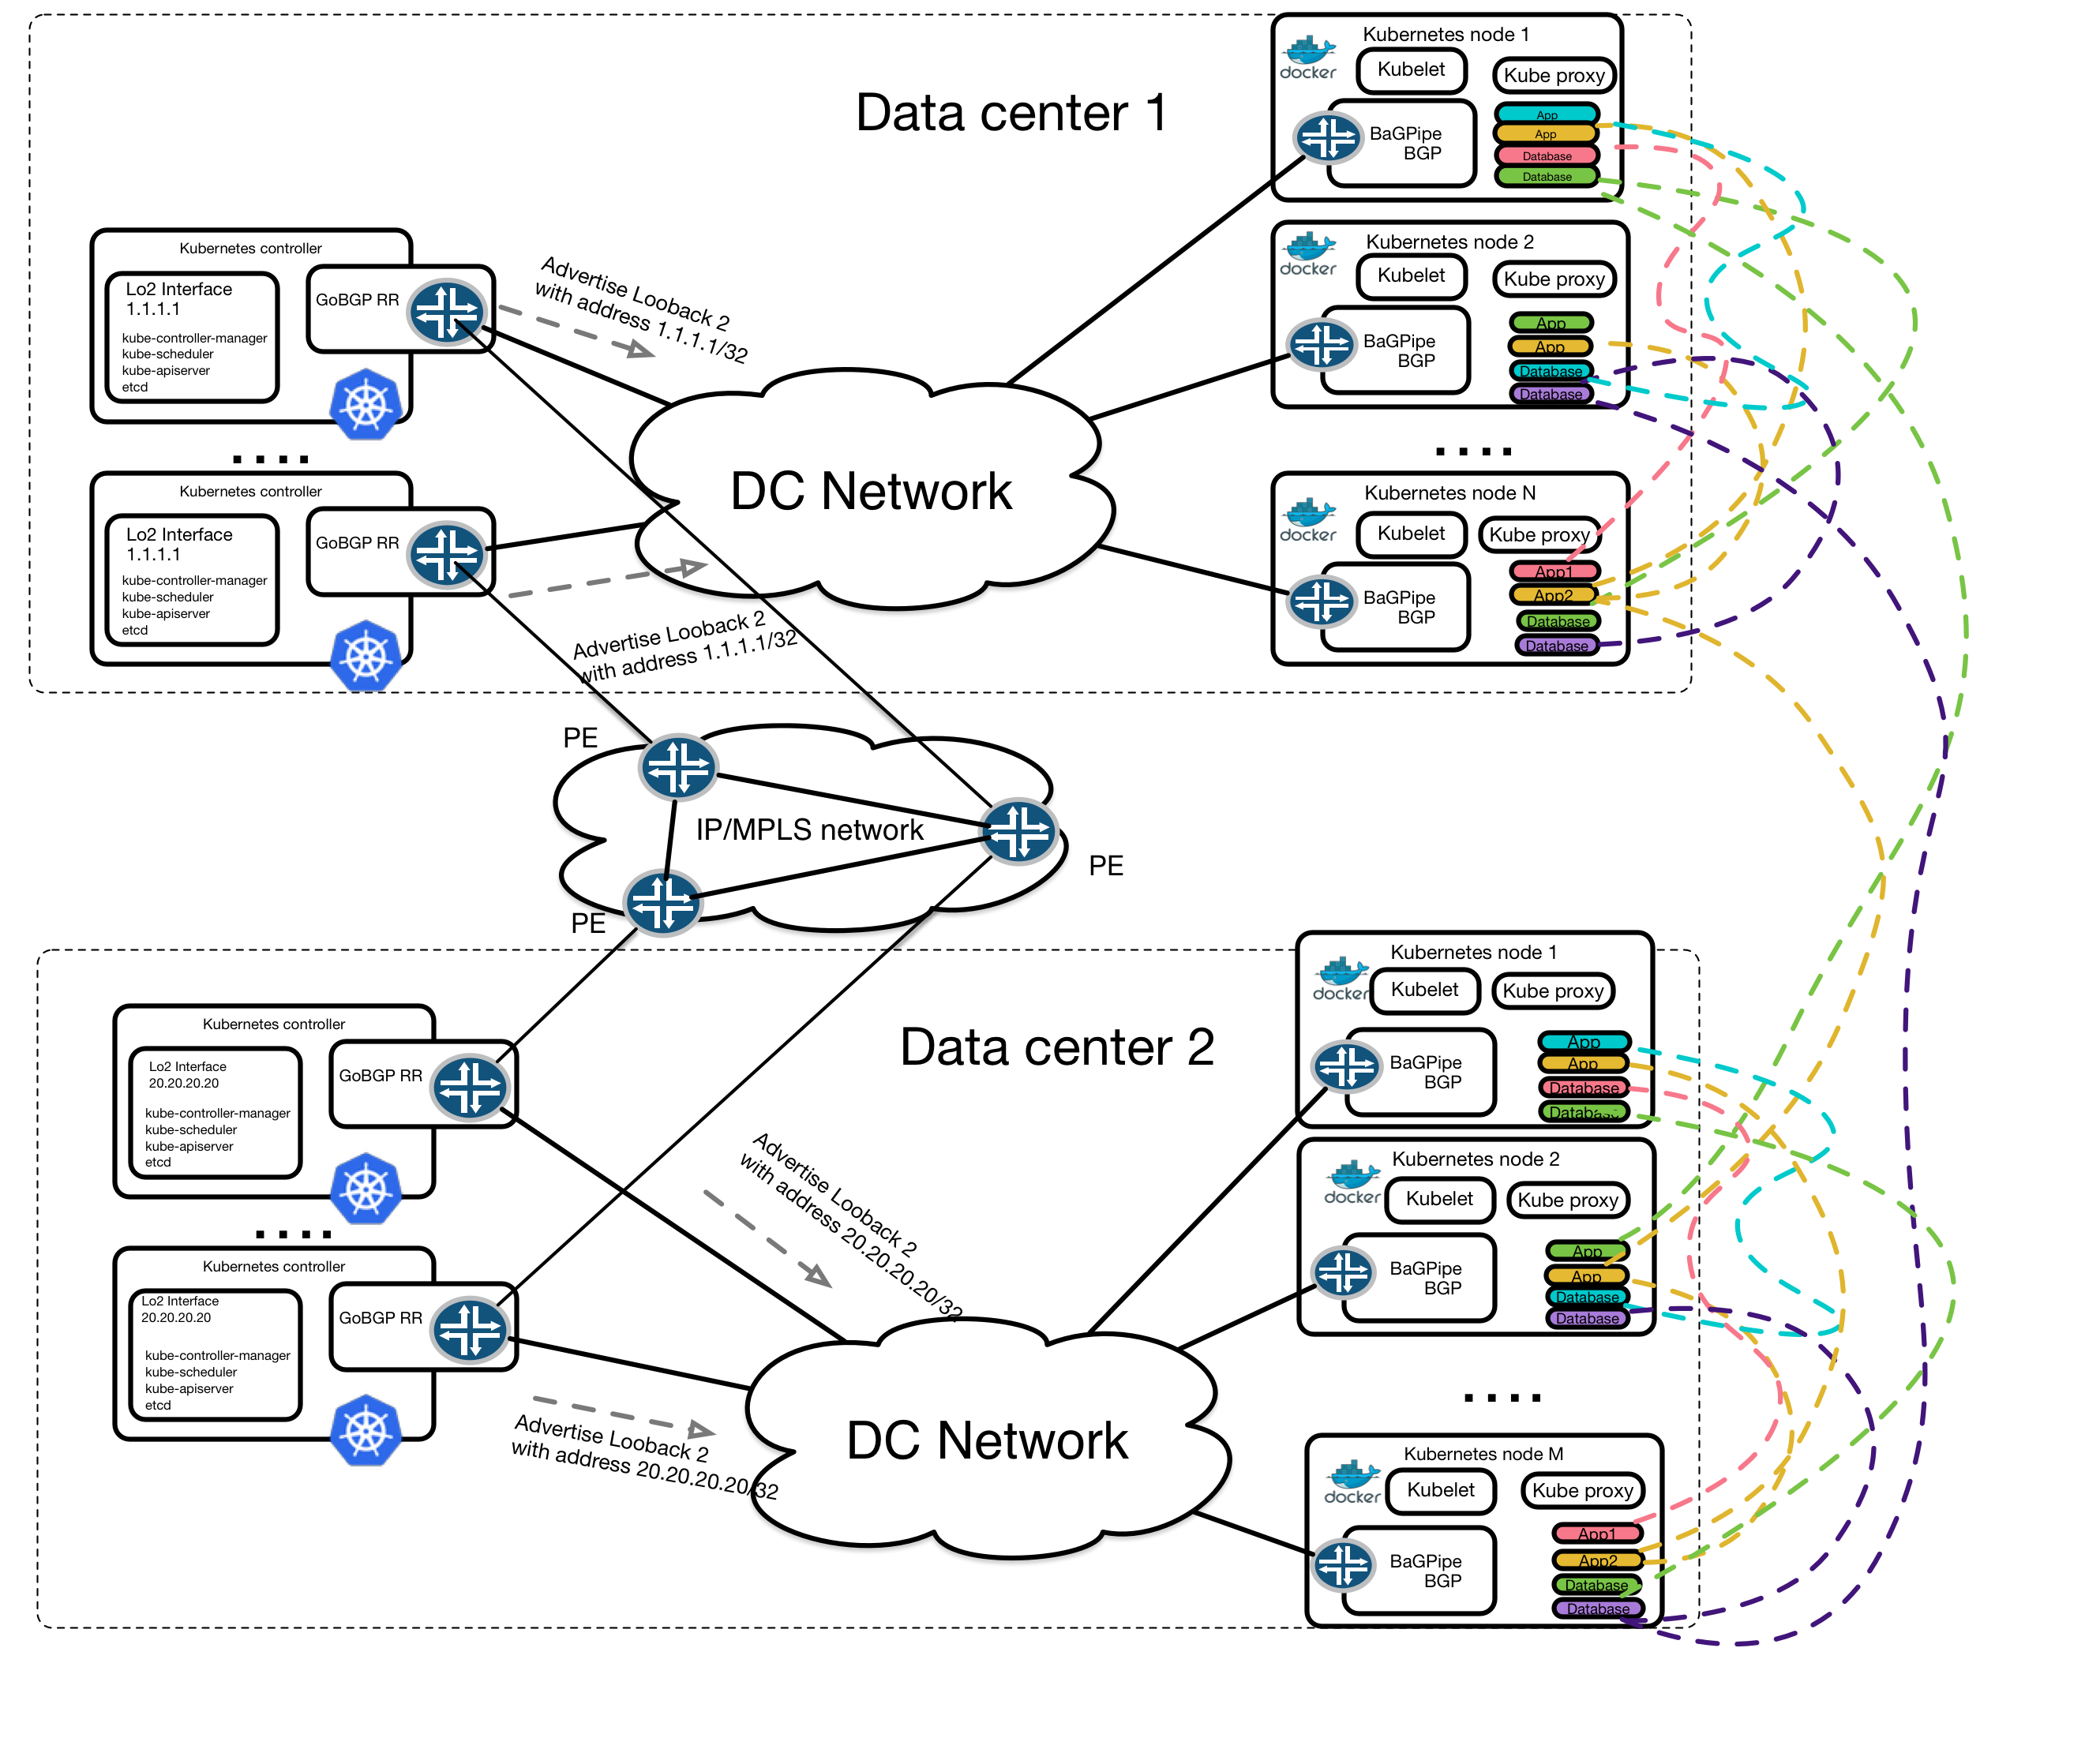 Data center 1
Kubernetes controller
Lo2 Interface
1.1.1.1
kube-controller-manager
kube-scheduler
kube-apiserver
etcd
GoBGP RR
Advertise Looback 2
with address 1.1.1.1/32
....
Kubernetes controller
Lo2 Interface
1.1.1.1
kube-controller-manager
kube-scheduler
kube-apiserver
etcd
GoBGP RR
Advertise Looback 2
with address 1.1.1.1/32
DC Network
Kubernetes node 1
docker
Kubelet
Kube proxy
BaGPipe
BGP
App
App
Database
Database
Kubernetes node 2
docker
Kubelet
Kube proxy
BaGPipe
BGP
App
App
Database
Database
....
Kubernetes node N
docker
Kubelet
Kube proxy
BaGPipe
BGP
App1
App2
Database
Database
PE
IP/MPLS network
PE
PE
Data center 2
Kubernetes controller
Lo2 Interface
20.20.20.20
kube-controller-manager
kube-scheduler
kube-apiserver
etcd
GoBGP RR
Advertise Looback 2
with address 20.20.20.20/32
....
Kubernetes controller
Lo2 Interface
20.20.20.20
kube-controller-manager
kube-scheduler
kube-apiserver
etcd
GoBGP RR
Advertise Looback 2
with address 20.20.20.20/32
DC Network
Kubernetes node 1
docker
Kubelet
Kube proxy
BaGPipe
BGP
App
App
Database
Database
Kubernetes node 2
docker
Kubelet
Kube proxy
BaGPipe
BGP
App
App
Database
Database
....
Kubernetes node M
docker
Kubelet
Kube proxy
BaGPipe
BGP
App1
App2
Database
Database